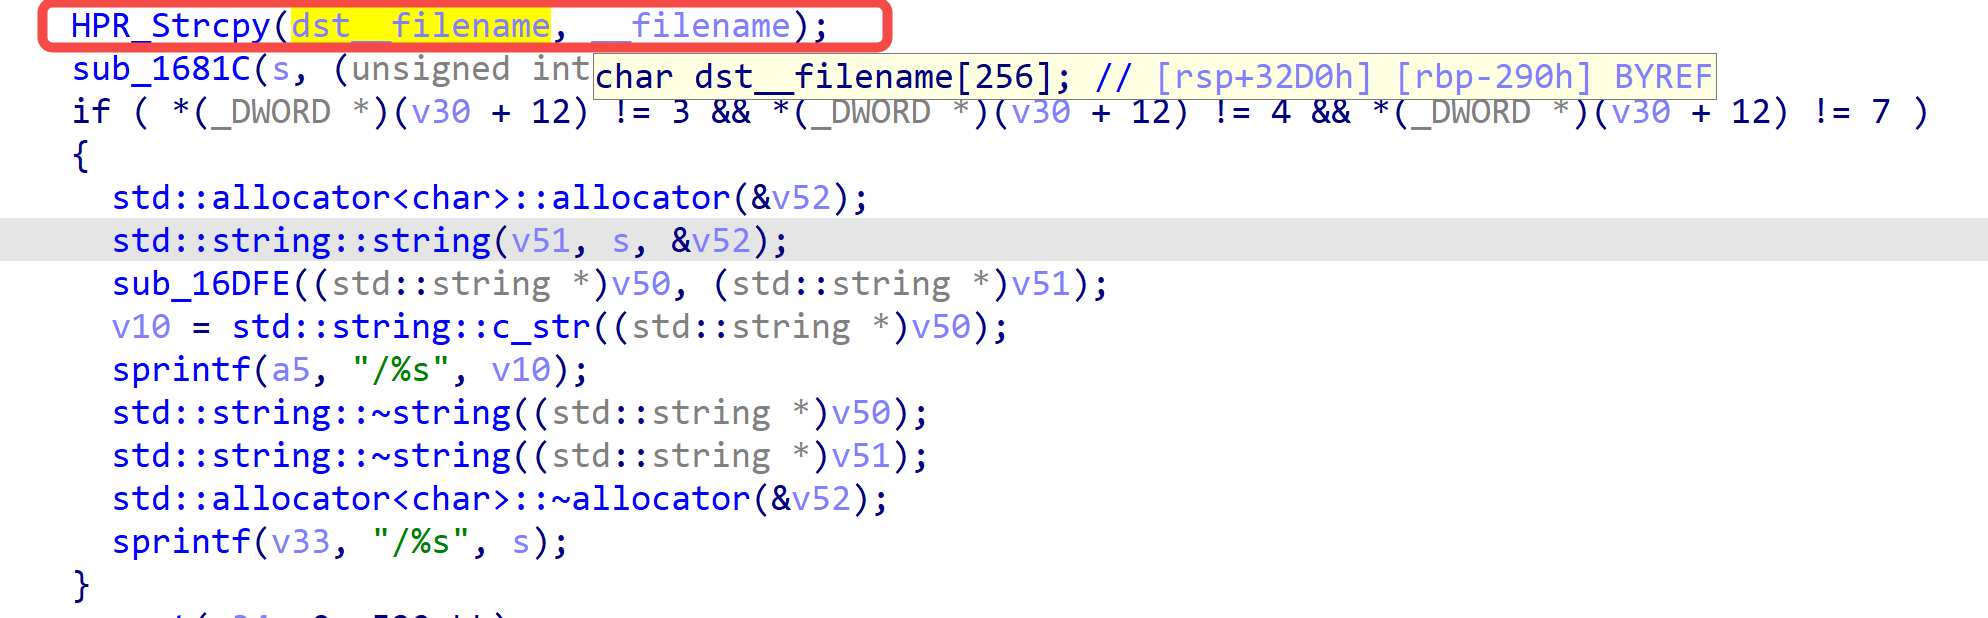 HPR_Strcpy(dst__filename, __filename);
sub_1681C(s, (unsigned int
char dst__filename[256]; // [rsp+32D0h] [rbp-290h] BYREF
if ( *(_DWORD *)(v30 + 12) != 3 && *(_DWORD *)(v30 + 12) != 4 && *(_DWORD *)(v30 + 12) != 7 )
{
std::allocator<char>::allocator(&v52);
std::string::string(v51, s, &v52);
sub_16DFE((std::string *)v50, (std::string *)v51);
v10 = std::string::c_str((std::string *)v50);
sprintf(a5, "/%s", v10);
std::string::~string((std::string *)v50);
std::string::~string((std::string *)v51);
std::allocator<char>::~allocator(&v52);
sprintf(v33, "/%s", s);
}